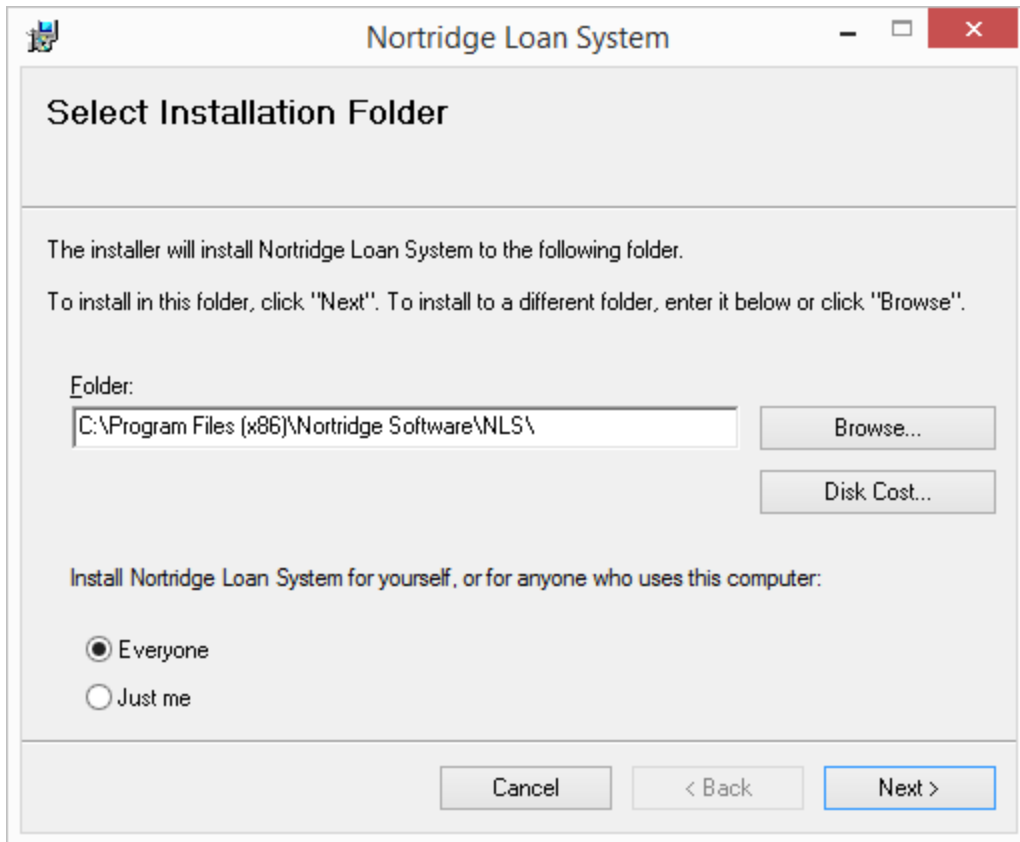 Nortridge Loan System
Select Installation Folder
The installer will install Nortridge Loan System to the following folder.
To install in this folder, click "Next". To install to a different folder, enter it below or click "Browse".
Folder:
C:\Program Files (x86)\Nortridge Software\NLS\
Browse...
Disk Cost...
Install Nortridge Loan System for yourself, or for anyone who uses this computer:
Everyone
Just me
Cancel
< Back
Next >